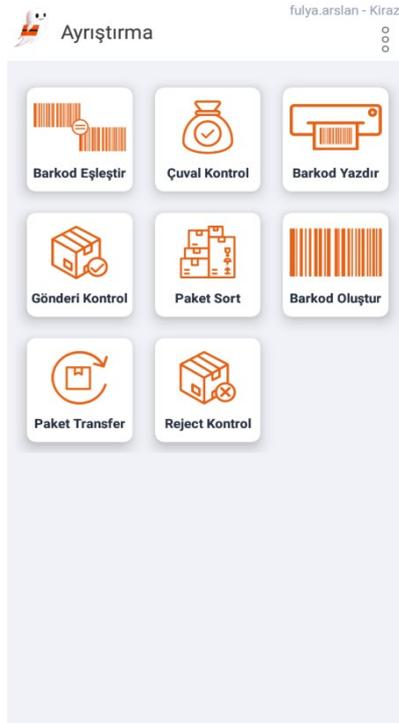 fulya.arslan - Kiraz
Ayrıştırma
Barkod Eşleştir
Çuval Kontrol
Barkod Yazdır
Gönderi Kontrol
Paket Sort
Barkod Oluştur
Paket Transfer
Reject Kontrol